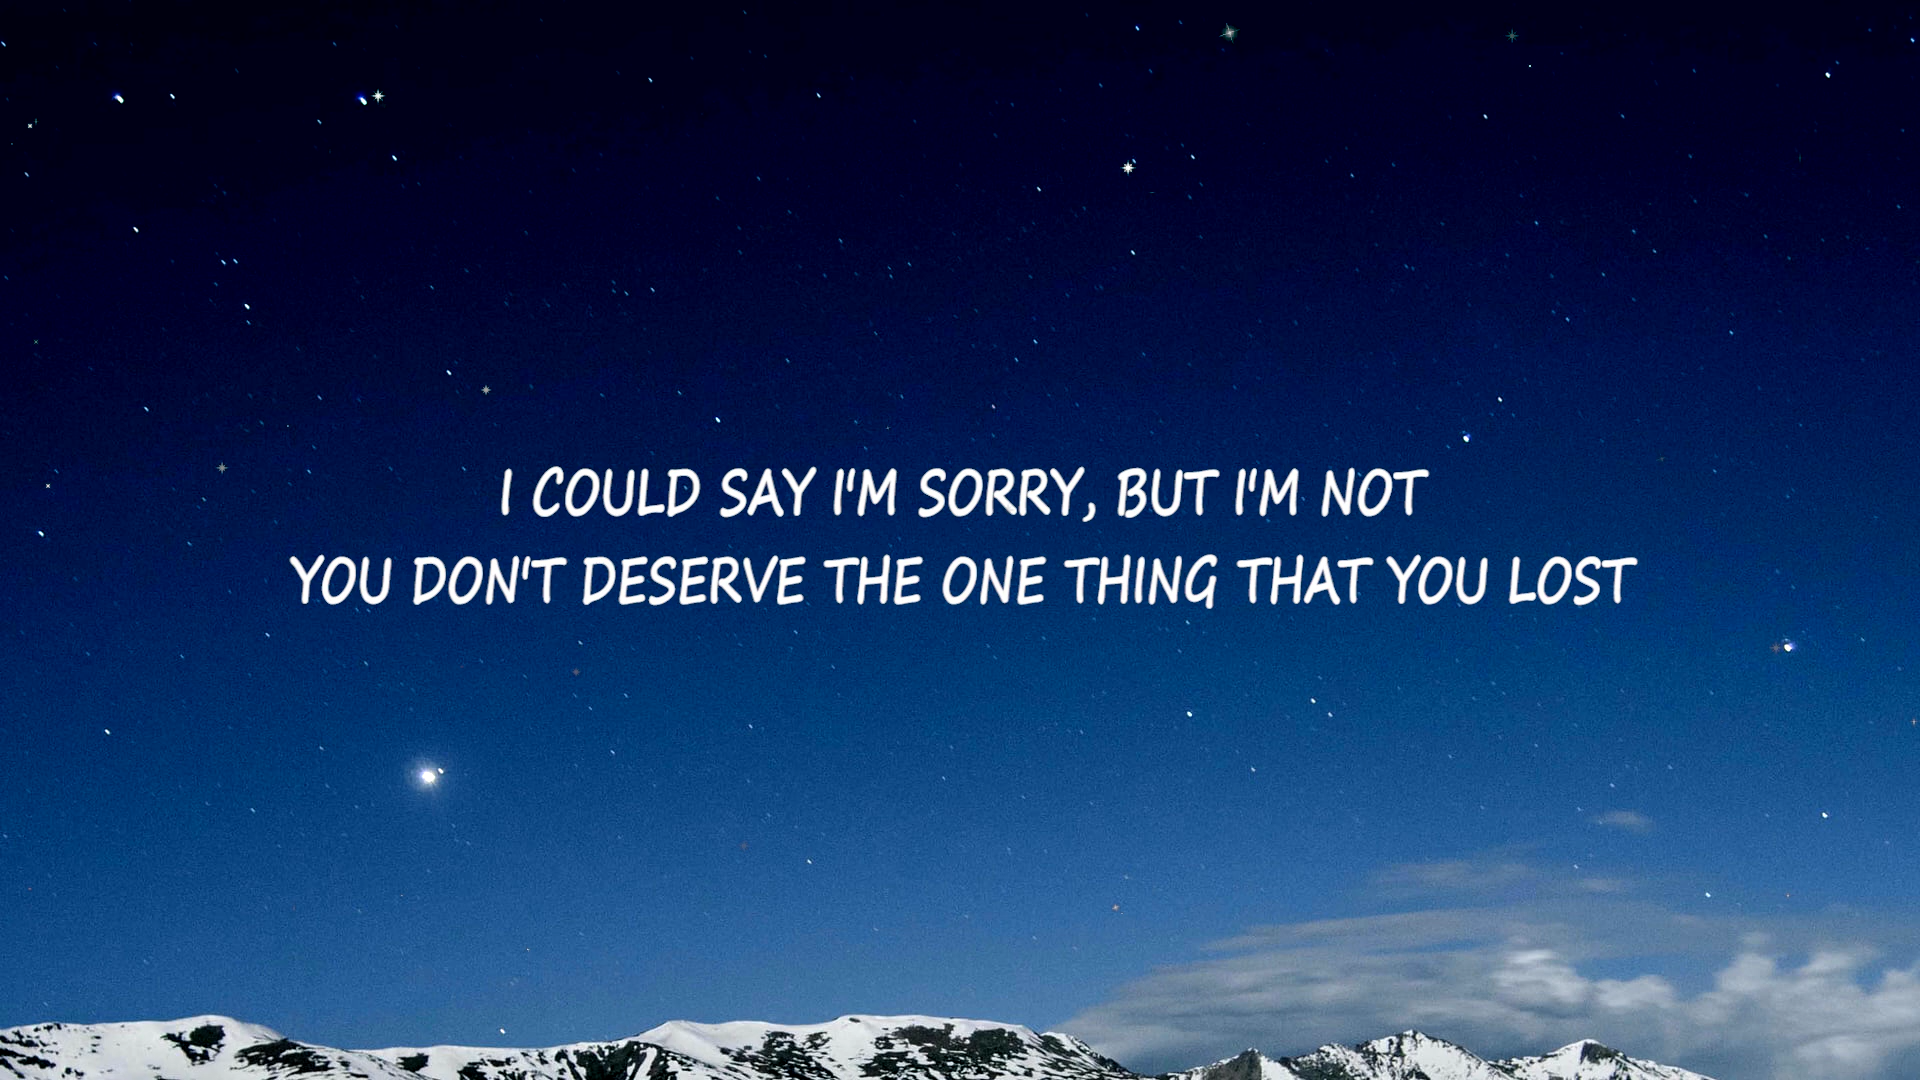 I COULD SAY I'M SORRY, BUT I'M NOT
YOU DON'T DESERVE THE ONE THING THAT YOU LOST